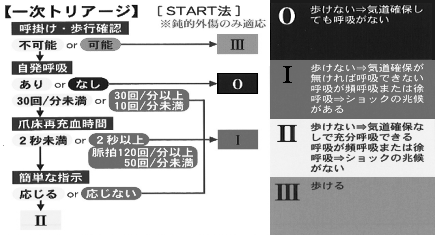 【一次トリアージ】 [START法]
※鈍的外傷のみ適応
呼掛け・歩行確認
不可能 or 可能
III
自発呼吸
あり or なし
O
30回/分未満 or 30回/分以上
10回/分未満
爪床再充血時間
2秒未満 or 2秒以上
脈拍120回/分以上
50回/分未満
I
簡単な指示
応じる or 応じない
II
O
歩けない⇒気道確保し
ても呼吸がない
I
歩けない⇒気道確保が
無ければ呼吸できない
呼吸が頻呼吸または徐
呼吸⇒ショックの兆候
がある
II
歩けない⇒気道確保な
しで充分呼吸できる
呼吸が頻呼吸または徐
呼吸⇒ショックの兆候
がない
III
歩ける